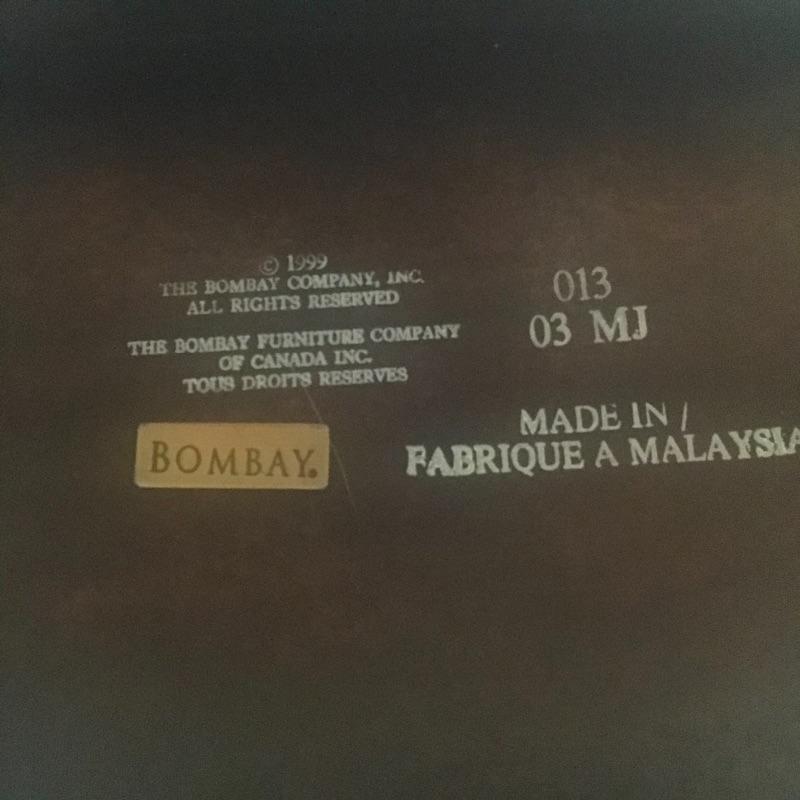 © 1999
THE BOMBAY COMPANY, INC.
ALL RIGHTS RESERVED
THE BOMBAY FURNITURE COMPANY
OF CANADA INC.
TOUS DROITS RESERVES
BOMBAY®
013
03 MJ
MADE IN /
FABRIQUE A MALAYSIA